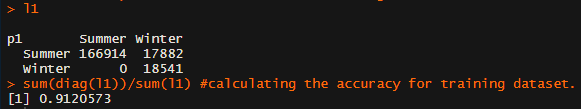 > l1
p1 Summer Winter
Summer 166914 17882
Winter 0 18541
> sum(diag(l1))/sum(l1) #calculating the accuracy for training dataset.
[1] 0.9120573